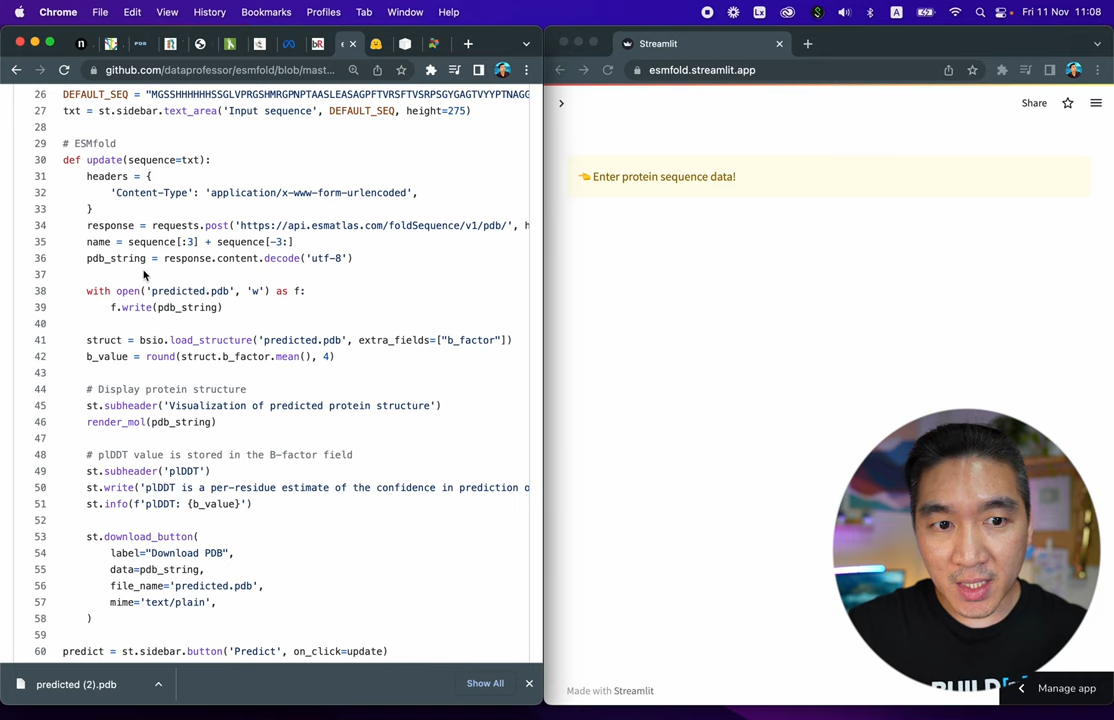 Chrome File Edit View History Bookmarks Profiles Tab Window Help Lx S A Fri 11 Nov 11:08
github.com/dataprofessor/esmfold/blob/mast...
Streamlit
esmfold.streamlit.app
Share
👈 Enter protein sequence data!
26 DEFAULT_SEQ = "MGSSHHHHHHSSGLVPRGSHMRGPNPTAASLEASAGPFTVRSFTVSRPSGYGAGTVYYPTNAGG
27 txt = st.sidebar.text_area('Input sequence', DEFAULT_SEQ, height=275)
28
29 # ESMfold
30 def update(sequence=txt):
31 headers = {
32 'Content-Type': 'application/x-www-form-urlencoded',
33 }
34 response = requests.post('https://api.esmatlas.com/foldSequence/v1/pdb/', h
35 name = sequence[:3] + sequence[-3:]
36 pdb_string = response.content.decode('utf-8')
37
38 with open('predicted.pdb', 'w') as f:
39 f.write(pdb_string)
40
41 struct = bsio.load_structure('predicted.pdb', extra_fields=["b_factor"])
42 b_value = round(struct.b_factor.mean(), 4)
43
44 # Display protein structure
45 st.subheader('Visualization of predicted protein structure')
46 render_mol(pdb_string)
47
48 # plDDT value is stored in the B-factor field
49 st.subheader('plDDT')
50 st.write('plDDT is a per-residue estimate of the confidence in prediction o
51 st.info(f'plDDT: {b_value}')
52
53 st.download_button(
54 label="Download PDB",
55 data=pdb_string,
56 file_name='predicted.pdb',
57 mime='text/plain',
58 )
59
60 predict = st.sidebar.button('Predict', on_click=update)
predicted (2).pdb
Show All
Made with Streamlit
Manage app